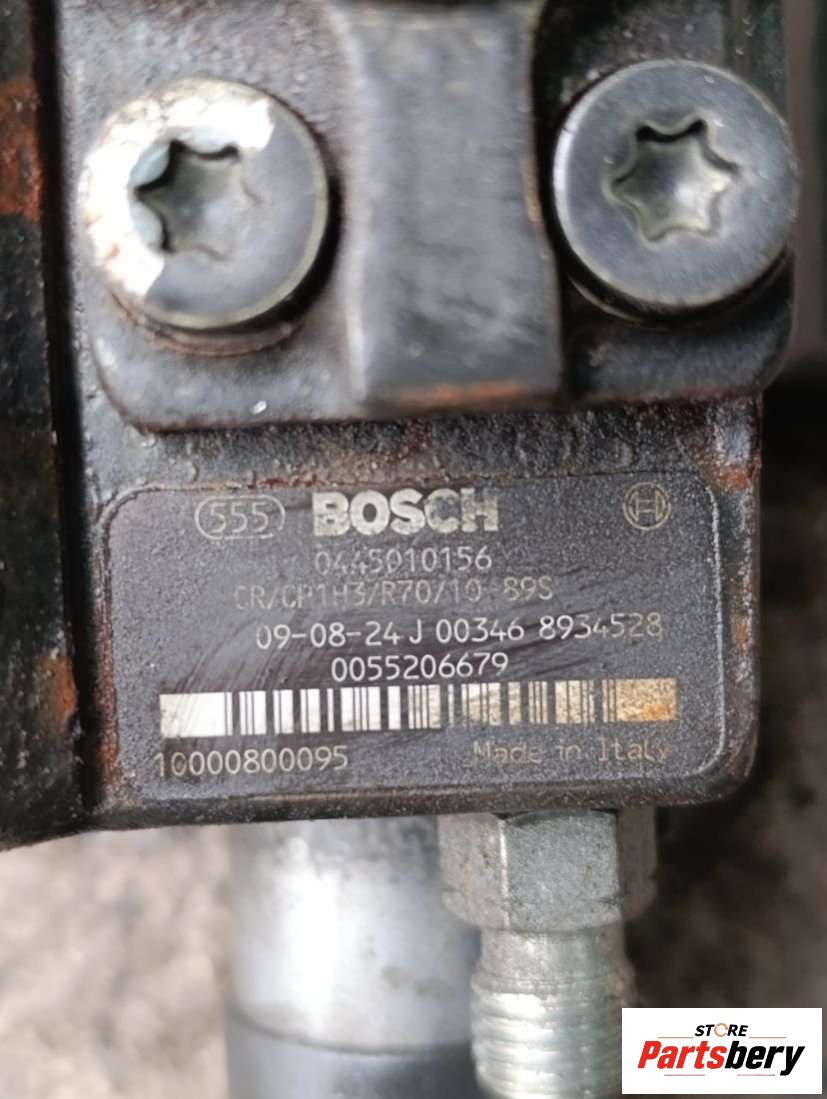 555 BOSCH
0445010156
CR/CP1H3/R70/10-89S
09-08-24 J 00346 8934528
0055206679
10000800095 Made in Italy
STORE
Partsbery